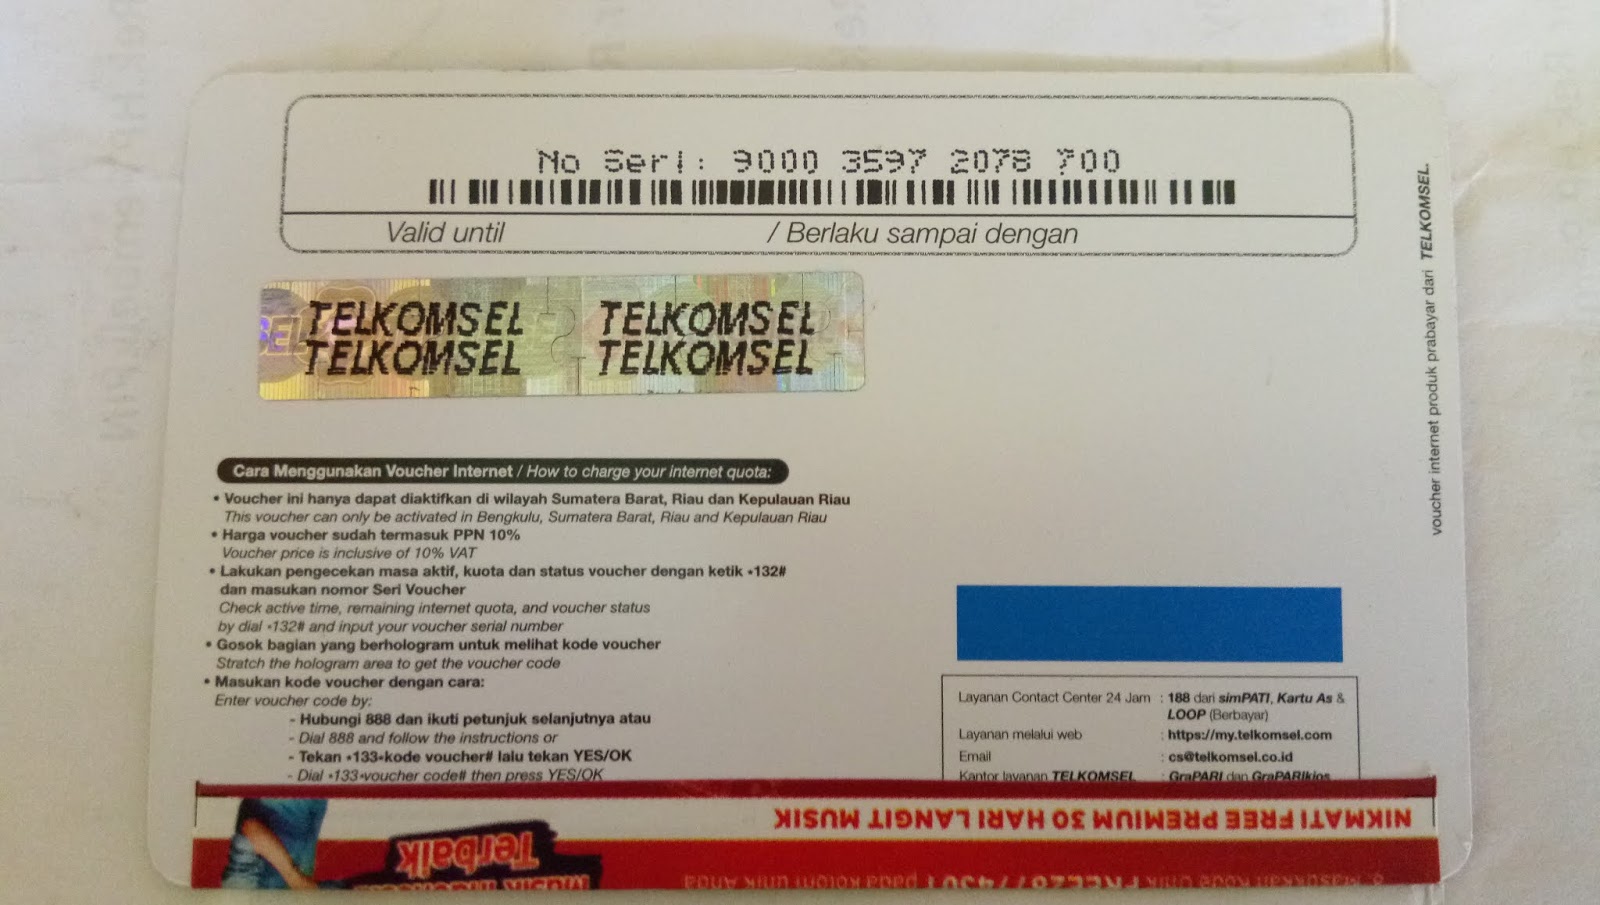 No Seri: 9000 3597 2078 700
Valid until / Berlaku sampai dengan
TELKOMSEL TELKOMSEL
TELKOMSEL TELKOMSEL
voucher internet produk prabayar dari TELKOMSEL.
Cara Menggunakan Voucher Internet / How to charge your internet quota:
• Voucher ini hanya dapat diaktifkan di wilayah Sumatera Barat, Riau dan Kepulauan Riau
This voucher can only be activated in Bengkulu, Sumatera Barat, Riau and Kepulauan Riau
• Harga voucher sudah termasuk PPN 10%
Voucher price is inclusive of 10% VAT
• Lakukan pengecekan masa aktif, kuota dan status voucher dengan ketik *132#
dan masukan nomor Seri Voucher
Check active time, remaining internet quota, and voucher status
by dial *132# and input your voucher serial number
• Gosok bagian yang berhologram untuk melihat kode voucher
Stratch the hologram area to get the voucher code
• Masukan kode voucher dengan cara:
Enter voucher code by:
- Hubungi 888 dan ikuti petunjuk selanjutnya atau
- Dial 888 and follow the instructions or
- Tekan *133*kode voucher# lalu tekan YES/OK
- Dial *133*voucher code# then press YES/OK
Layanan Contact Center 24 Jam : 188 dari simPATI, Kartu As &
LOOP (Berbayar)
Layanan melalui web : https://my.telkomsel.com
Email : cs@telkomsel.co.id
Kantor layanan TELKOMSEL : GraPARI dan GraPARIkios
NIKMATI FREE PREMIUM 30 HARI LANGIT MUSIK
Terbaik
Musik Indonesia